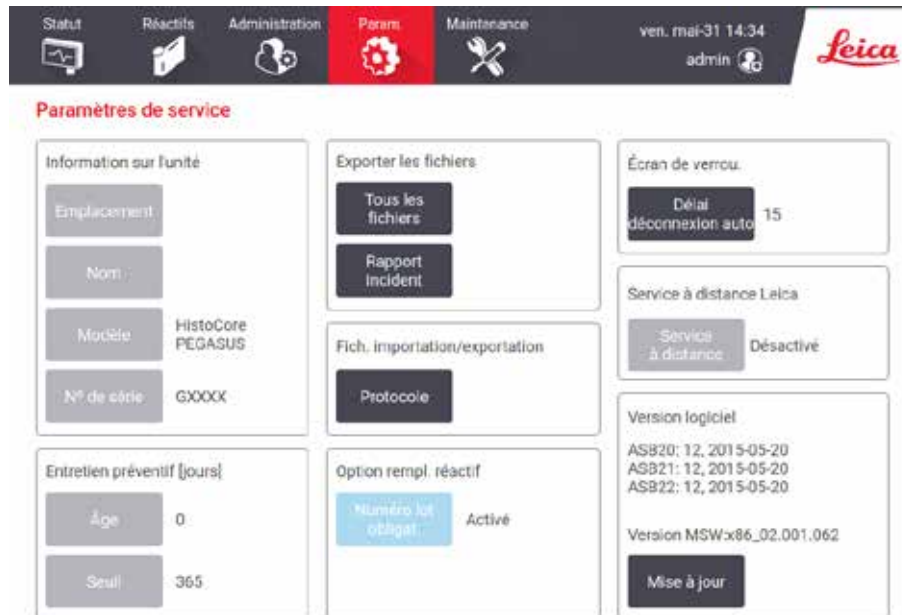 Statut Réactifs Administration Param. Maintenance
ven. mai-31 14:34
admin
Leica
Paramètres de service
Information sur l'unité
Emplacement
Nom
Modèle HistoCore PEGASUS
N° de série GXXXX
Entretien préventif [jours]
Âge 0
Seuil 365
Exporter les fichiers
Tous les
fichiers
Rapport
Incident
Fich. importation/exportation
Protocole
Option rempl. réactif
Numéro lot
obligat. Activé
Écran de verrou.
Délai
déconnexion auto 15
Service à distance Leica
Service
à distance Désactivé
Version logiciel
ASB20: 12, 2015-05-20
ASB21: 12, 2015-05-20
ASB22: 12, 2015-05-20
Version MSW:x86_02.001.062
Mise à jour